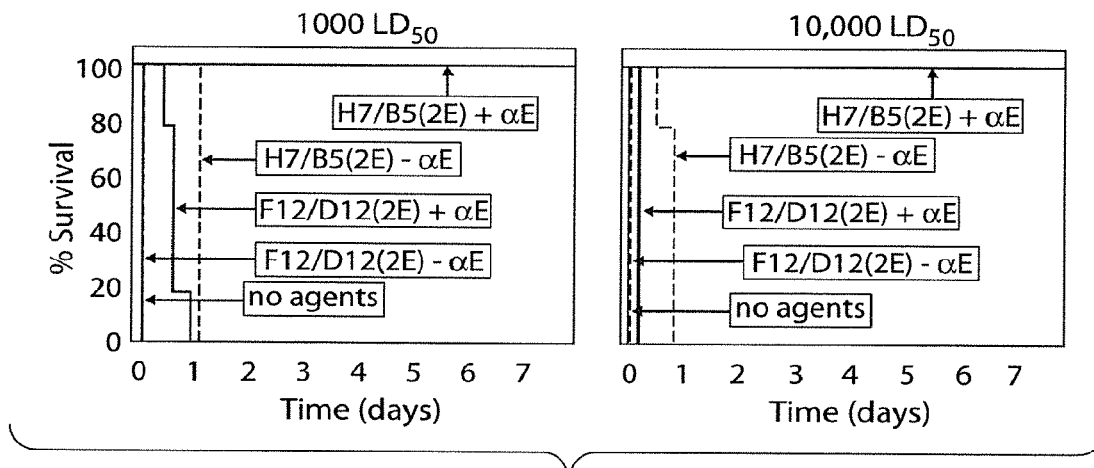 1000 LD50
% Survival
100
80
60
40
20
0
H7/B5(2E) + αE
H7/B5(2E) - αE
F12/D12(2E) + αE
F12/D12(2E) - αE
no agents
0 1 2 3 4 5 6 7
Time (days)
10,000 LD50
H7/B5(2E) + αE
H7/B5(2E) - αE
F12/D12(2E) + αE
F12/D12(2E) - αE
no agents
0 1 2 3 4 5 6 7
Time (days)